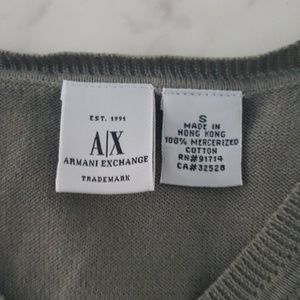 EST. 1991
A|X
ARMANI EXCHANGE
TRADEMARK
S
MADE IN
HONG KONG
100% MERCERIZED
COTTON
RN#91714
CA#32528